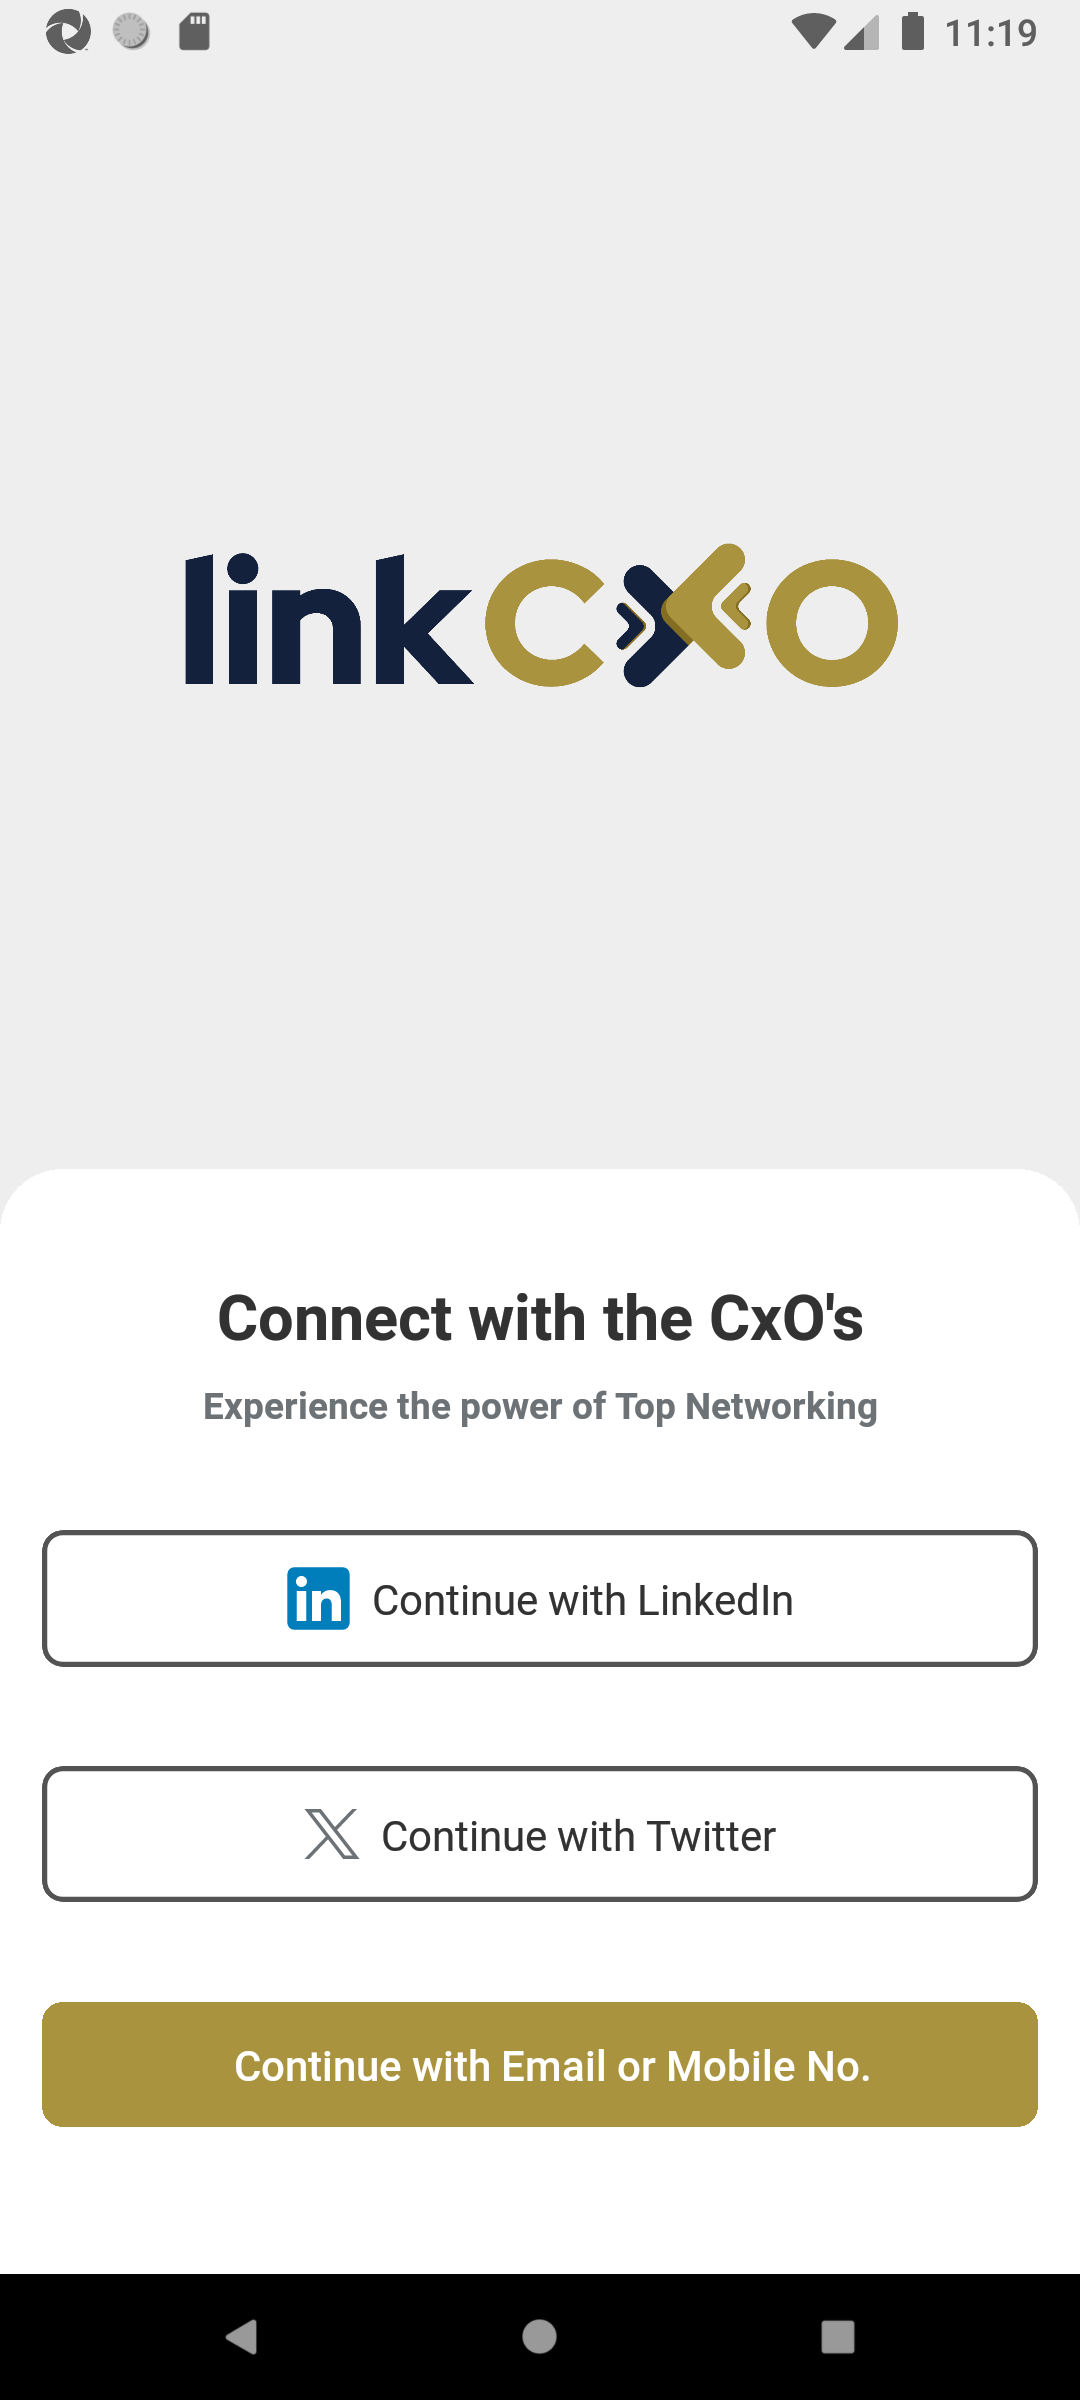 11:19
linkCXO
Connect with the CxO's
Experience the power of Top Networking
in Continue with LinkedIn
X Continue with Twitter
Continue with Email or Mobile No.